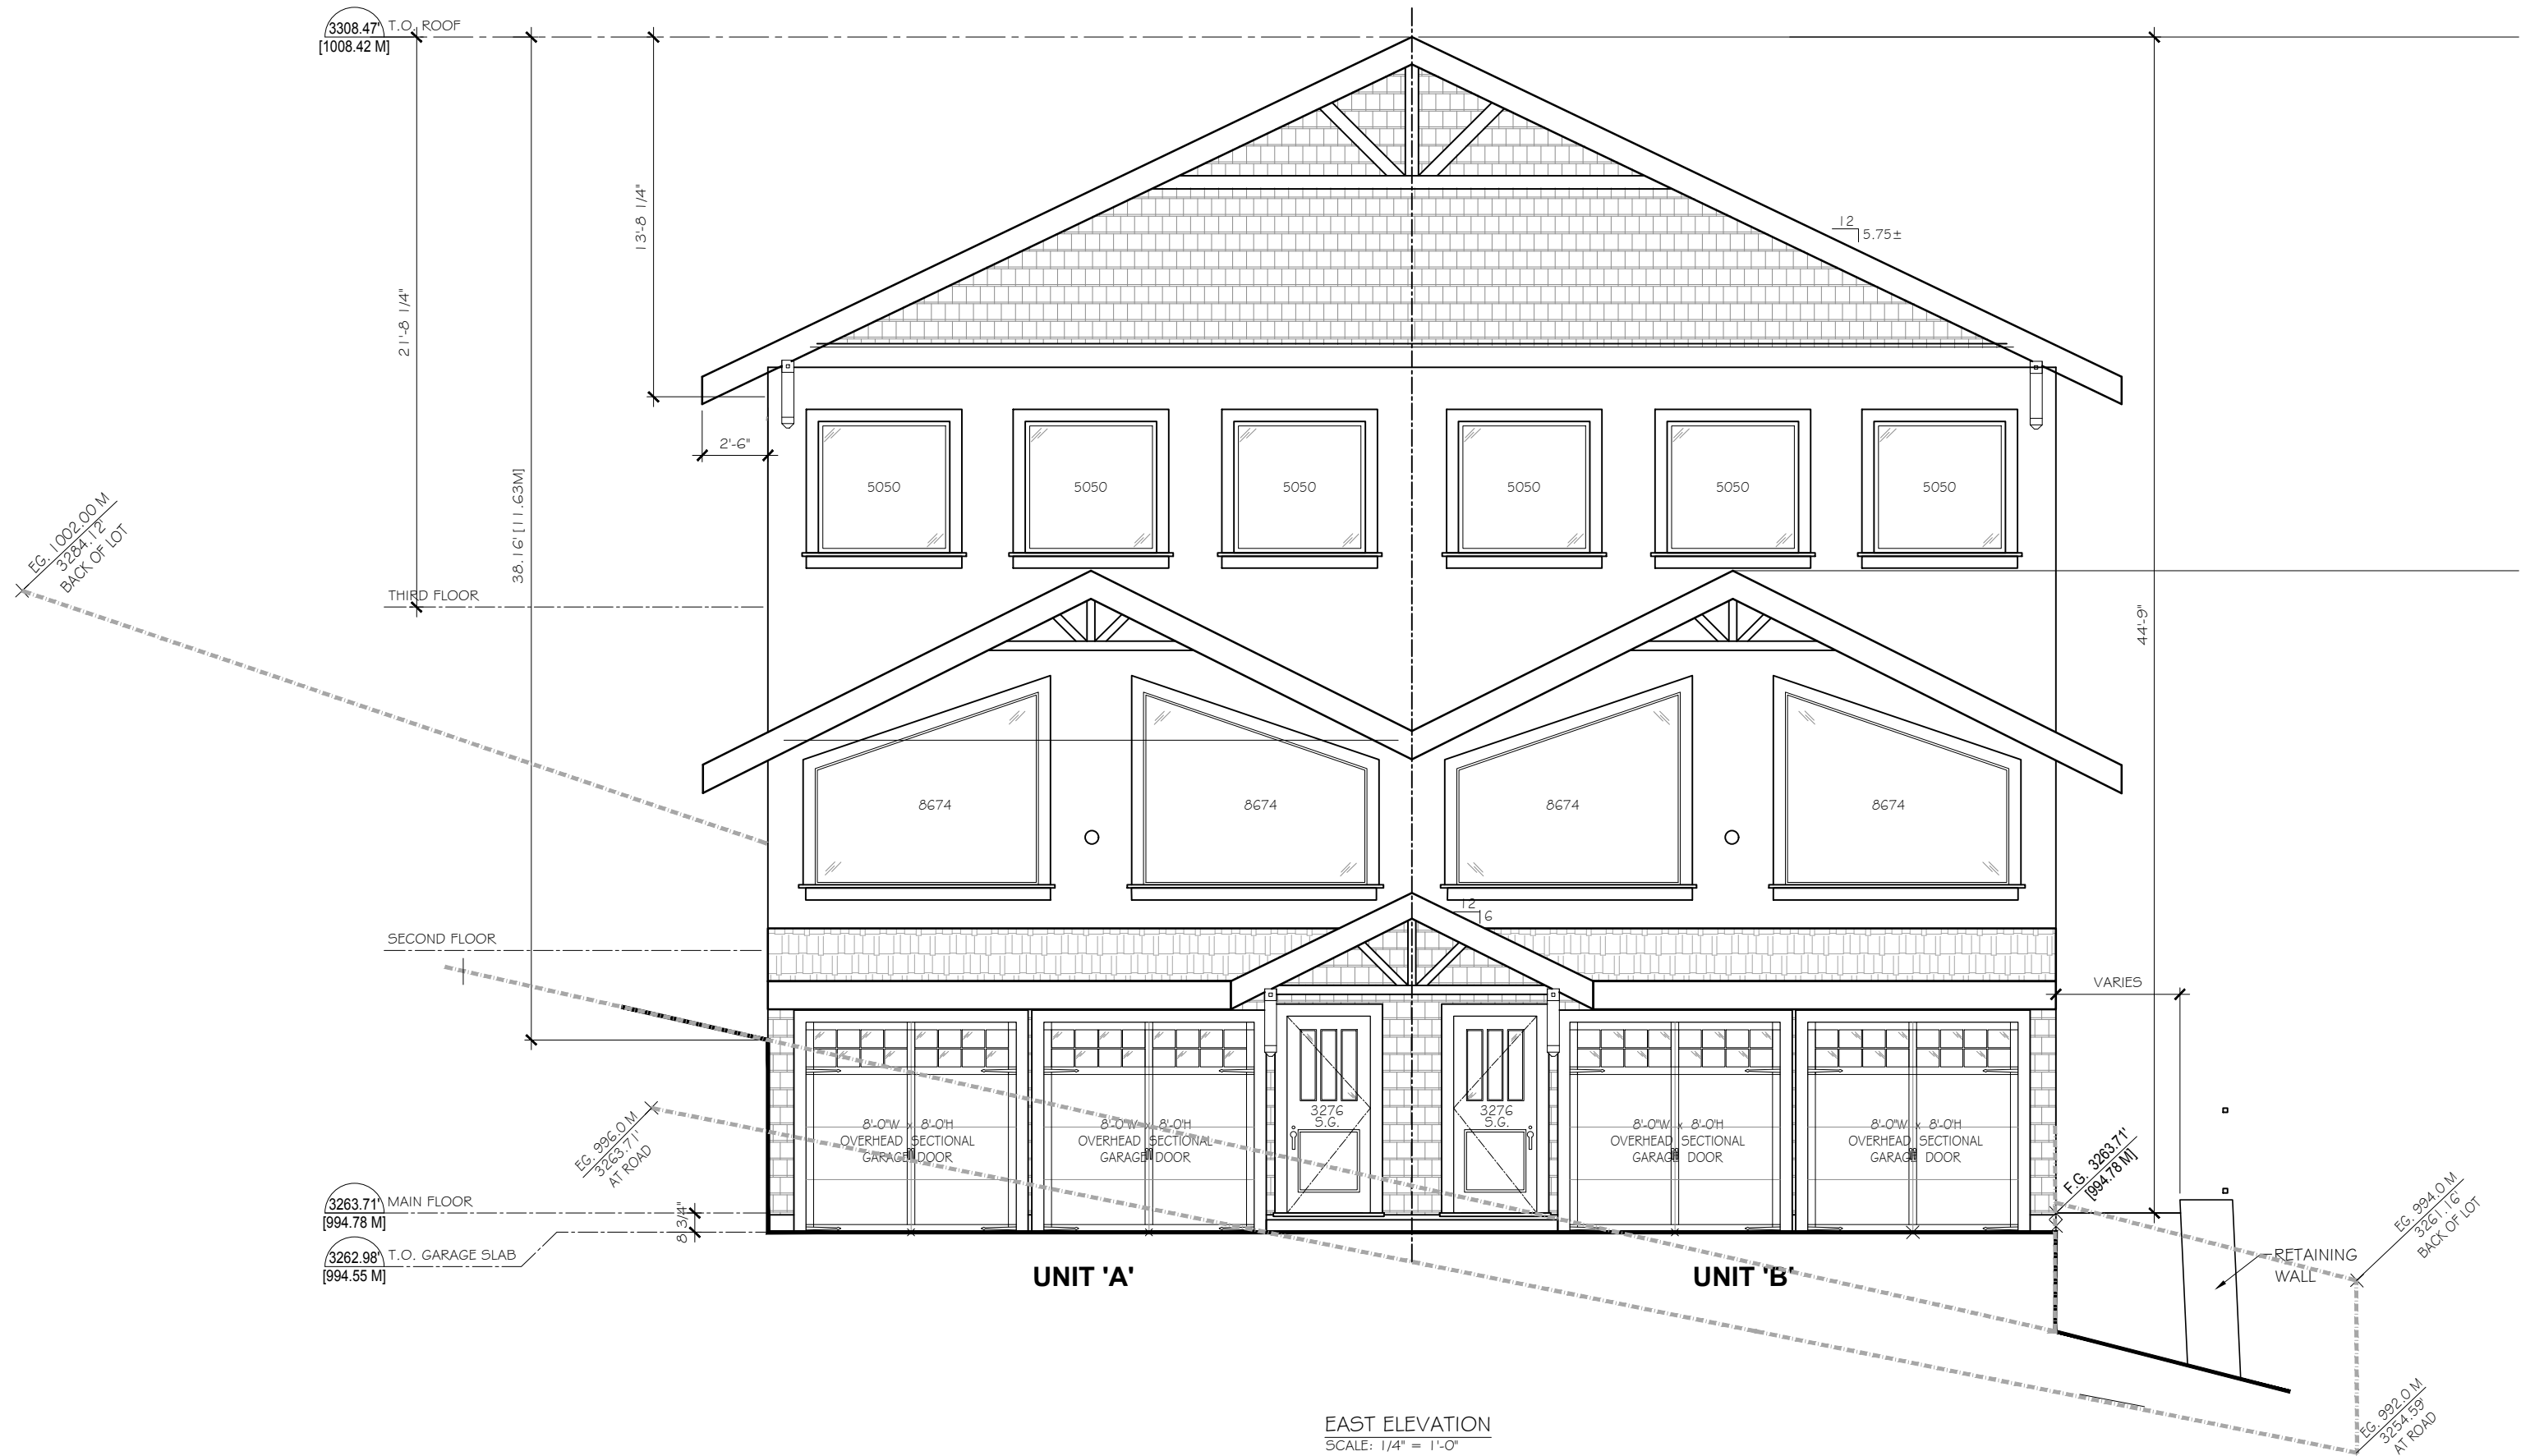 3308.47' T.O. ROOF
[1008.42 M]
12
5.75±
13'-8 1/4"
21'-8 1/4"
38.16' [11.63M]
44'-9"
2'-6"
5050
5050
5050
5050
5050
5050
EG. 1002.00 M
3284.12'
BACK OF LOT
THIRD FLOOR
8674
8674
8674
8674
12
6
SECOND FLOOR
VARIES
3276
S.G.
3276
S.G.
8'-0"W x 8'-0"H
OVERHEAD SECTIONAL
GARAGE DOOR
8'-0"W x 8'-0"H
OVERHEAD SECTIONAL
GARAGE DOOR
8'-0"W x 8'-0"H
OVERHEAD SECTIONAL
GARAGE DOOR
8'-0"W x 8'-0"H
OVERHEAD SECTIONAL
GARAGE DOOR
EG. 996.0 M
3263.71'
AT ROAD
F.G. 3263.71'
[994.78 M]
3263.71' MAIN FLOOR
[994.78 M]
8 3/4"
3262.98' T.O. GARAGE SLAB
[994.55 M]
EG. 994.0 M
3261.16'
BACK OF LOT
RETAINING
WALL
UNIT 'A'
UNIT 'B'
EG. 992.0 M
3254.59'
AT ROAD
EAST ELEVATION
SCALE: 1/4" = 1'-0"